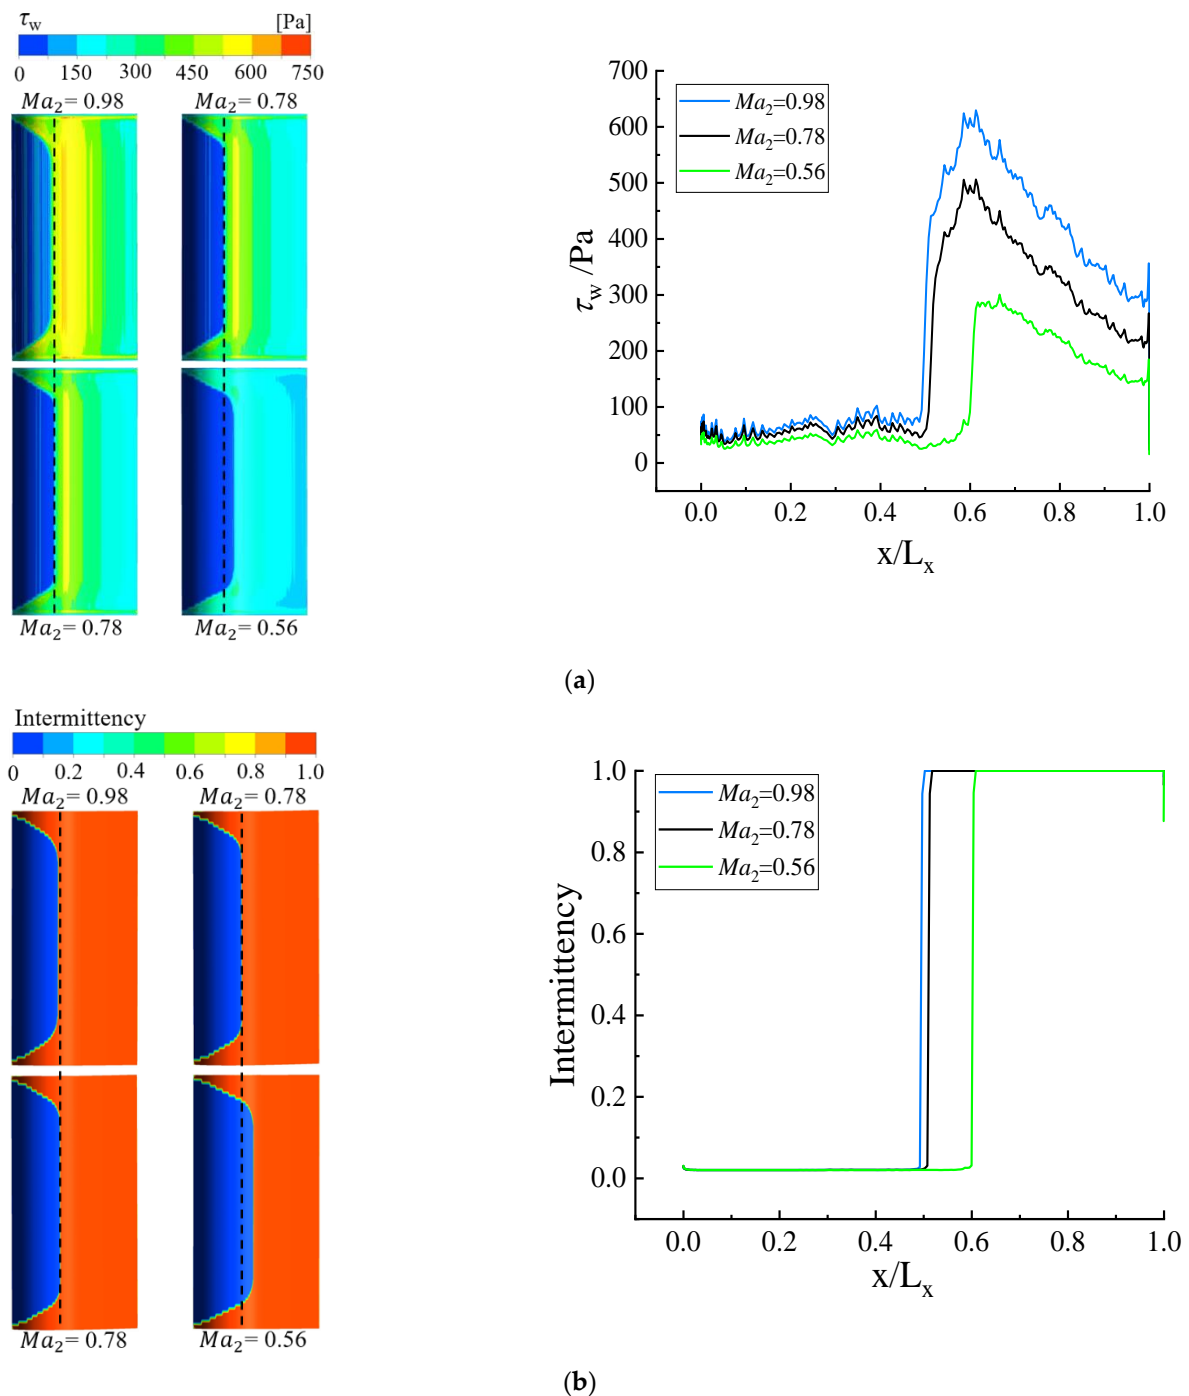 τw [Pa]
0 150 300 450 600 750
Ma2= 0.98 Ma2= 0.78
Ma2= 0.78 Ma2= 0.56
700
600
500
400
300
200
100
0
τw /Pa
Ma2=0.98
Ma2=0.78
Ma2=0.56
0.0 0.2 0.4 0.6 0.8 1.0
x/Lx
(a)
Intermittency
0 0.2 0.4 0.6 0.8 1.0
Ma2= 0.98 Ma2= 0.78
Ma2= 0.78 Ma2= 0.56
1.0
0.8
0.6
0.4
0.2
0.0
Intermittency
Ma2=0.98
Ma2=0.78
Ma2=0.56
0.0 0.2 0.4 0.6 0.8 1.0
x/Lx
(b)